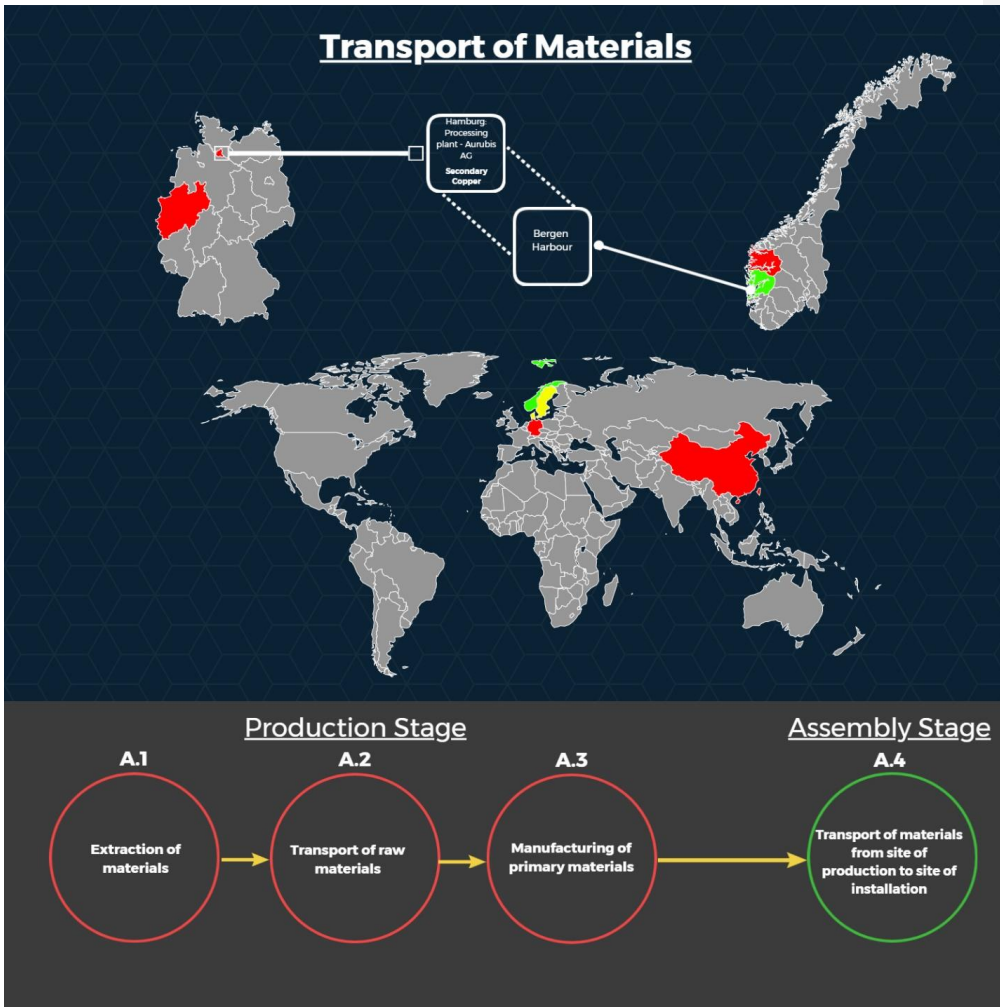 Transport of Materials
Hamburg:
Processing
plant - Aurubis
AG
Secondary
Copper
Bergen
Harbour
Production Stage
Assembly Stage
A.1
A.2
A.3
A.4
Extraction of
materials
Transport of raw
materials
Manufacturing of
primary materials
Transport of materials
from site of
production to site of
installation